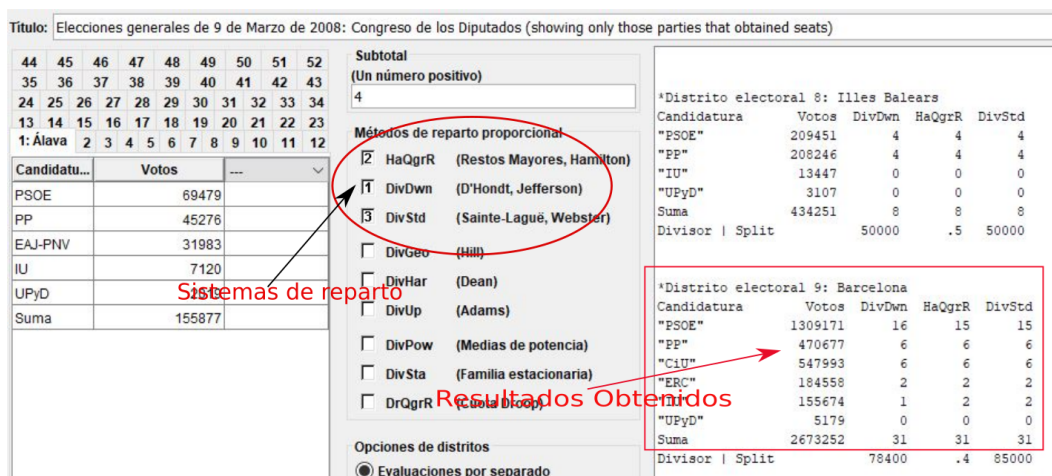 Título: Elecciones generales de 9 de Marzo de 2008: Congreso de los Diputados (showing only those parties that obtained seats)
44 45 46 47 48 49 50 51 52
35 36 37 38 39 40 41 42 43
24 25 26 27 28 29 30 31 32 33 34
13 14 15 16 17 18 19 20 21 22 23
1: Álava 2 3 4 5 6 7 8 9 10 11 12
Candidatu... Votos ---
PSOE 69479
PP 45276
EAJ-PNV 31983
IU 7120
UPyD
Suma 155877
Sistemas de reparto
Subtotal
(Un número positivo)
4
Métodos de reparto proporcional
2 HaQgrR (Restos Mayores, Hamilton)
1 DivDwn (D'Hondt, Jefferson)
3 DivStd (Sainte-Laguë, Webster)
DivGeo (Hill)
DivHar (Dean)
DivUp (Adams)
DivPow (Medias de potencia)
DivSta (Familia estacionaria)
DrQgrR (Cuota Droop)
Opciones de distritos
Evaluaciones por separado
*Distrito electoral 8: Illes Balears
Candidatura Votos DivDwn HaQgrR DivStd
"PSOE" 209451 4 4 4
"PP" 208246 4 4 4
"IU" 13447 0 0 0
"UPyD" 3107 0 0 0
Suma 434251 8 8 8
Divisor | Split 50000 .5 50000
*Distrito electoral 9: Barcelona
Candidatura Votos DivDwn HaQgrR DivStd
"PSOE" 1309171 16 15 15
"PP" 470677 6 6 6
"CiU" 547993 6 6 6
"ERC" 184558 2 2 2
"IU" 155674 1 2 2
"UPyD" 5179 0 0 0
Suma 2673252 31 31 31
Divisor | Split 78400 .4 85000
Resultados Obtenidos